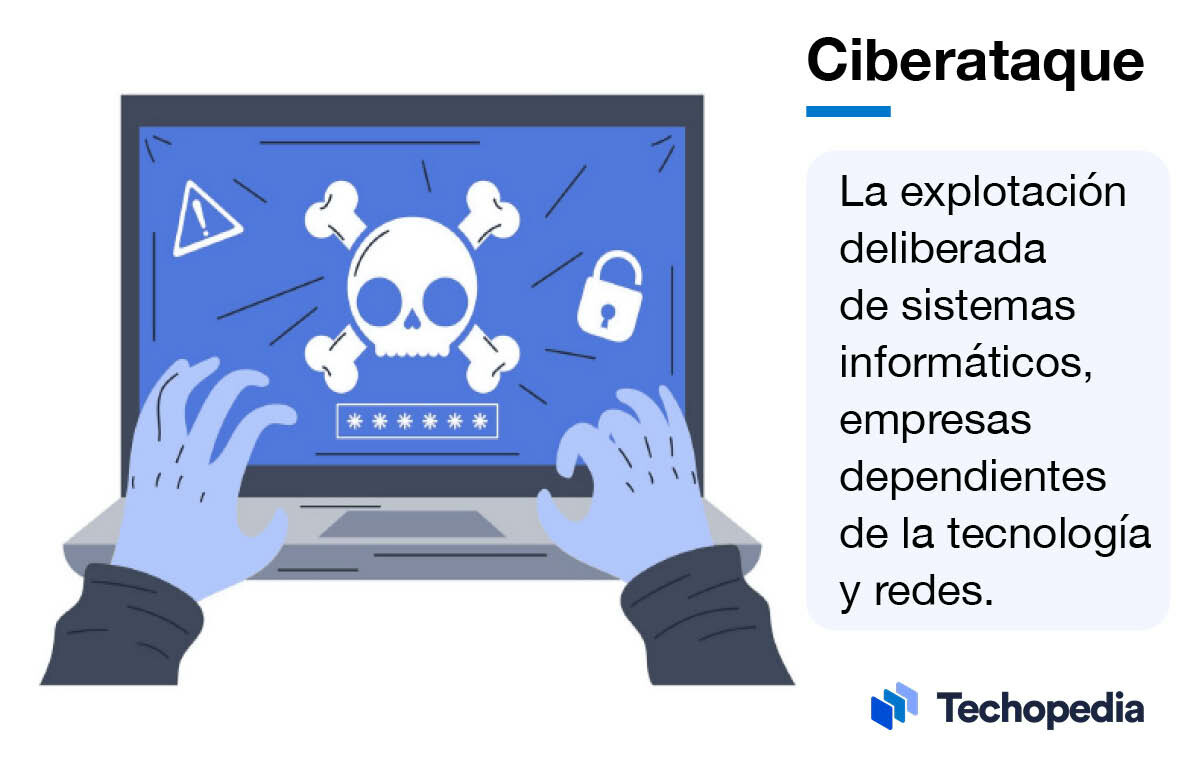 Ciberataque
La explotación
deliberada
de sistemas
informáticos,
empresas
dependientes
de la tecnología
y redes.
******
Techopedia